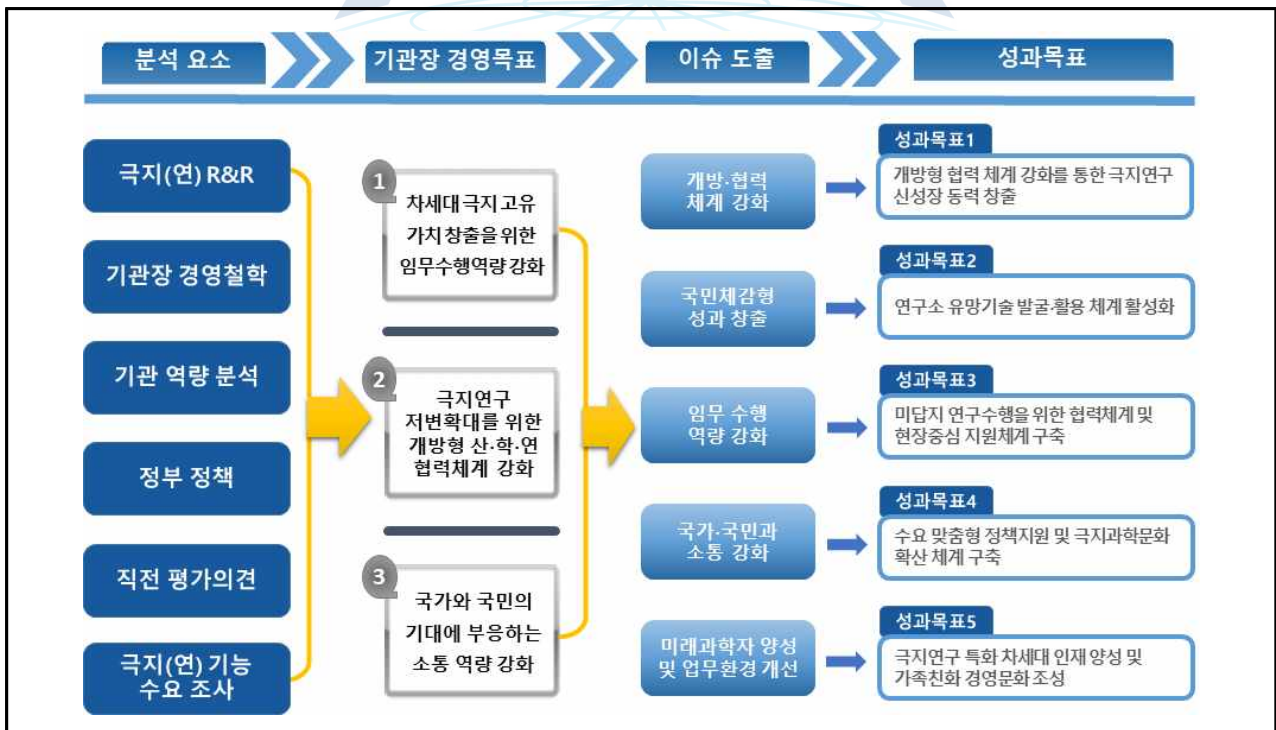 분석 요소
기관장 경영목표
이슈 도출
성과목표
극지(연) R&R
기관장 경영철학
기관 역량 분석
정부 정책
직전 평가의견
극지(연) 기능
수요 조사
1
차세대 극지 고유
가치 창출을 위한
임무수행역량 강화
2
극지연구
저변확대를 위한
개방형 산·학·연
협력체계 강화
3
국가와 국민의
기대에 부응하는
소통 역량 강화
개방·협력
체계 강화
성과목표1
개방형 협력 체계 강화를 통한 극지연구
신성장 동력 창출
국민체감형
성과 창출
성과목표2
연구소 유망기술 발굴·활용 체계 활성화
임무 수행
역량 강화
성과목표3
미답지 연구수행을 위한 협력체계 및
현장중심 지원체계 구축
국가·국민과
소통 강화
성과목표4
수요 맞춤형 정책지원 및 극지과학문화
확산 체계 구축
미래과학자 양성
및 업무환경 개선
성과목표5
극지연구 특화 차세대 인재 양성 및
가족친화 경영문화 조성